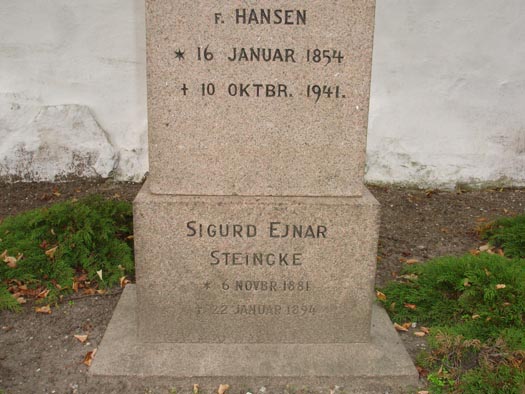 F. HANSEN
* 16 JANUAR 1854
† 10 OKTBR. 1941.
SIGURD EJNAR
STEINCKE
* 6 NOVBR 1881
† 22 JANUAR 1894